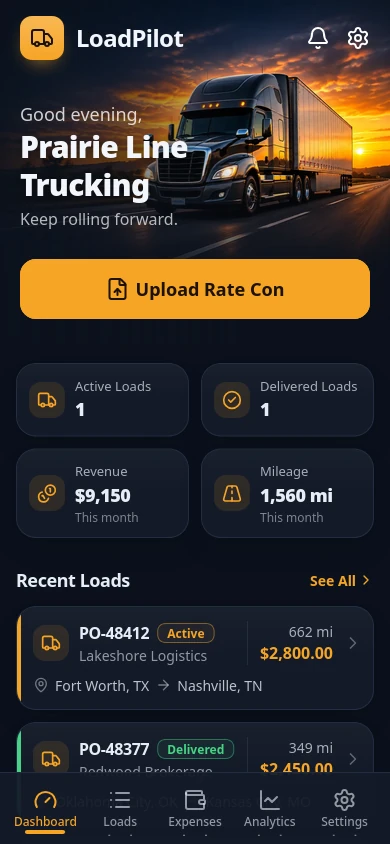 LoadPilot
Good evening,
Prairie Line
Trucking
Keep rolling forward.
Upload Rate Con
Active Loads
1
Delivered Loads
1
Revenue
$9,150
This month
Mileage
1,560 mi
This month
Recent Loads
See All
PO-48412 Active
662 mi
Lakeshore Logistics
$2,800.00
Fort Worth, TX → Nashville, TN
PO-48377 Delivered
349 mi
Redwood Brokerage
$2,450.00
Dashboard
Loads
Expenses
Analytics
Settings